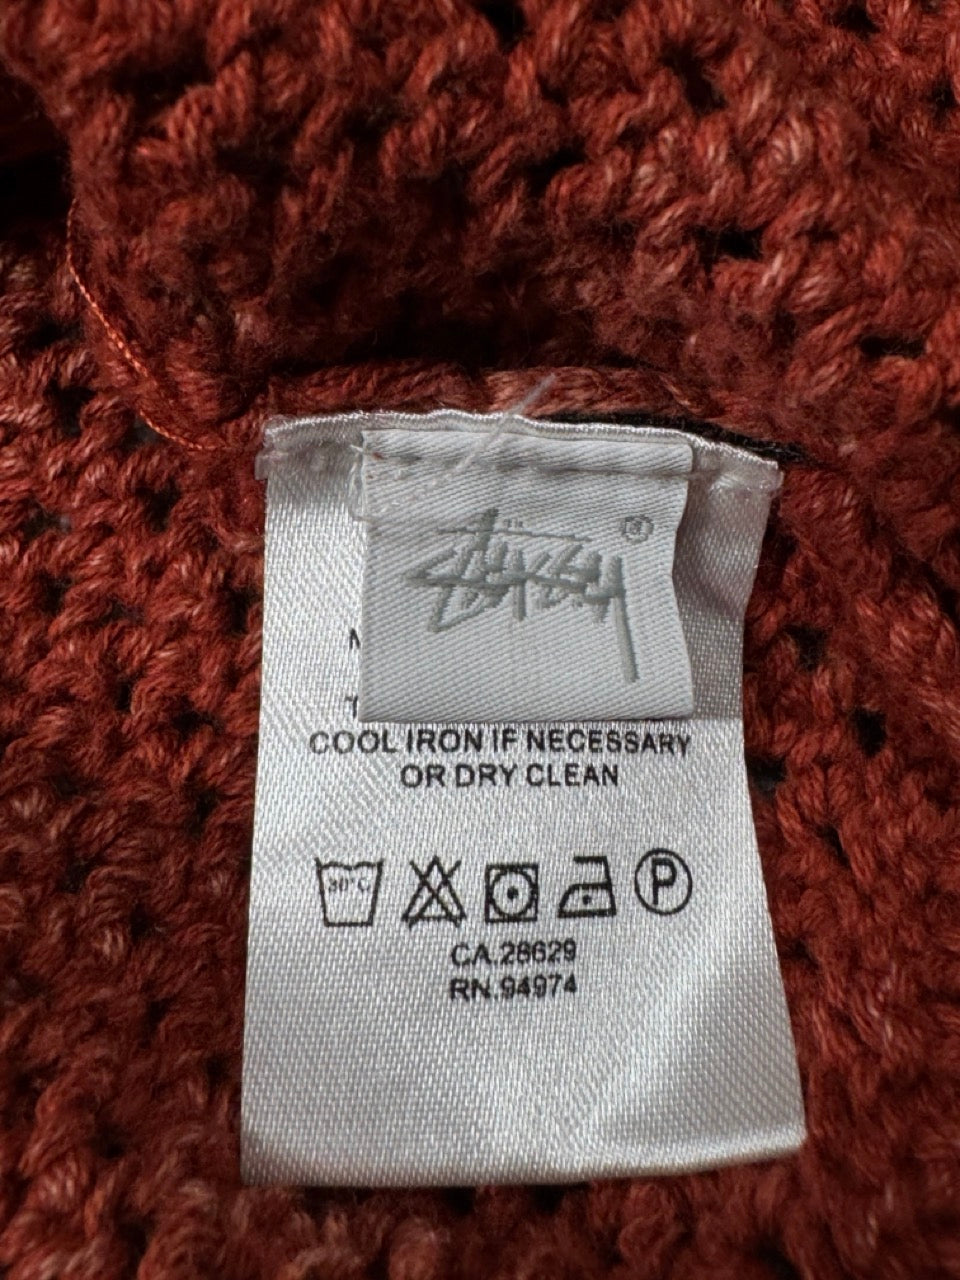 Stüssy ®
COOL IRON IF NECESSARY
OR DRY CLEAN
30°C
P
CA.28629
RN.94974